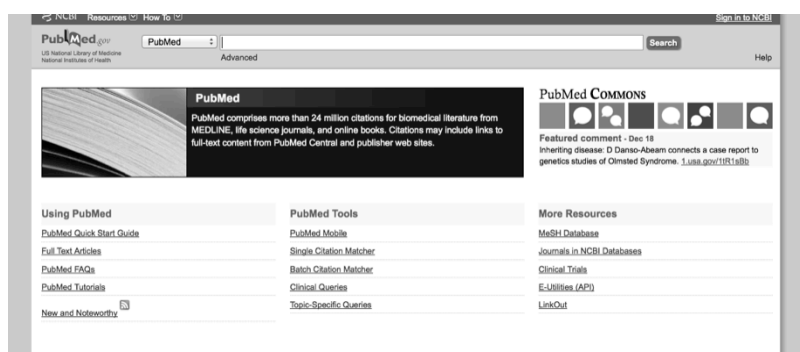 NCBI Resources How To Sign in to NCBI
PubMed.gov
US National Library of Medicine
National Institutes of Health
PubMed
Search
Advanced
Help
PubMed
PubMed comprises more than 24 million citations for biomedical literature from
MEDLINE, life science journals, and online books. Citations may include links to
full-text content from PubMed Central and publisher web sites.
PubMed Commons
Featured comment - Dec 18
Inheriting disease: D Danso-Abeam connects a case report to
genetics studies of Olmsted Syndrome. 1.usa.gov/1tR1sBb
Using PubMed
PubMed Quick Start Guide
Full Text Articles
PubMed FAQs
PubMed Tutorials
New and Noteworthy
PubMed Tools
PubMed Mobile
Single Citation Matcher
Batch Citation Matcher
Clinical Queries
Topic-Specific Queries
More Resources
MeSH Database
Journals in NCBI Databases
Clinical Trials
E-Utilities (API)
LinkOut